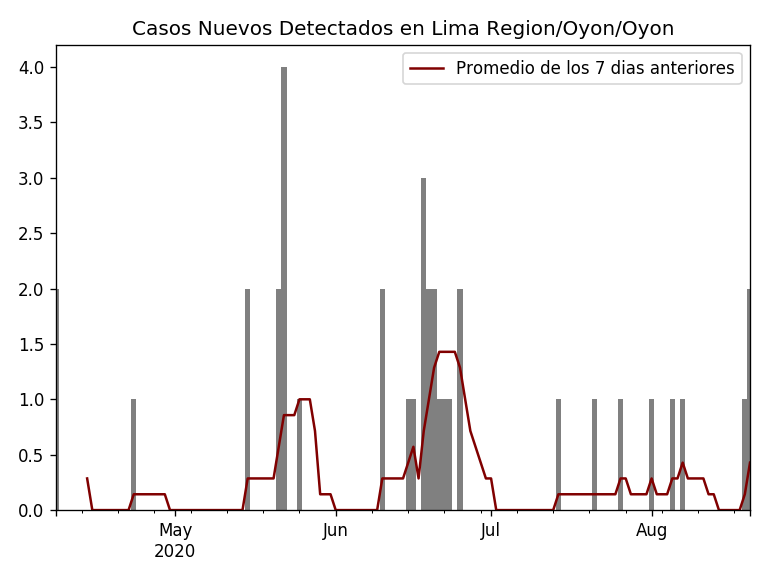 Casos Nuevos Detectados en Lima Region/Oyon/Oyon
Promedio de los 7 dias anteriores
4.0
3.5
3.0
2.5
2.0
1.5
1.0
0.5
0.0
May
2020
Jun
Jul
Aug